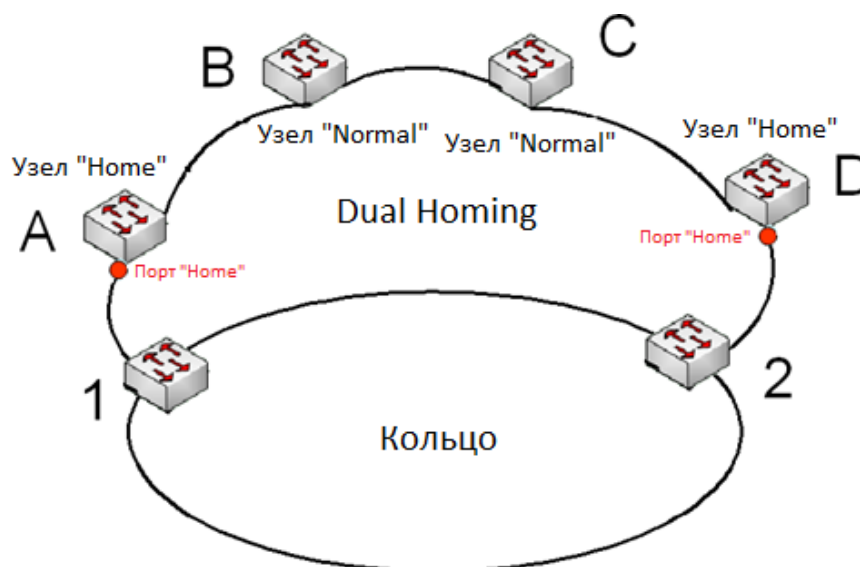 B
C
Узел "Normal"
Узел "Normal"
Узел "Home"
Узел "Home"
A
D
Dual Homing
Порт "Home"
Порт "Home"
1
2
Кольцо